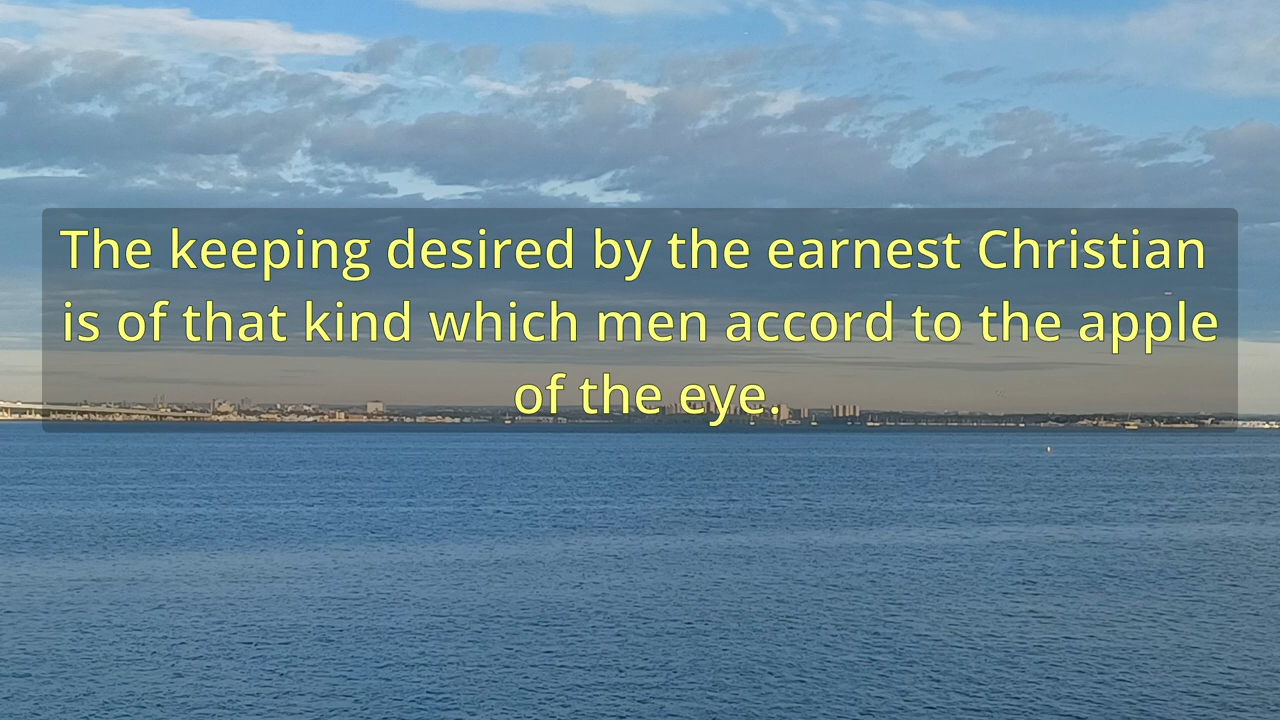 The keeping desired by the earnest Christian
is of that kind which men accord to the apple
of the eye.